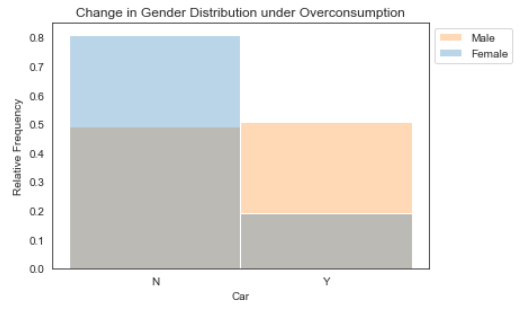 Change in Gender Distribution under Overconsumption
Male
Female
0.8
0.7
0.6
0.5
0.4
0.3
0.2
0.1
0.0
Relative Frequency
N
Y
Car